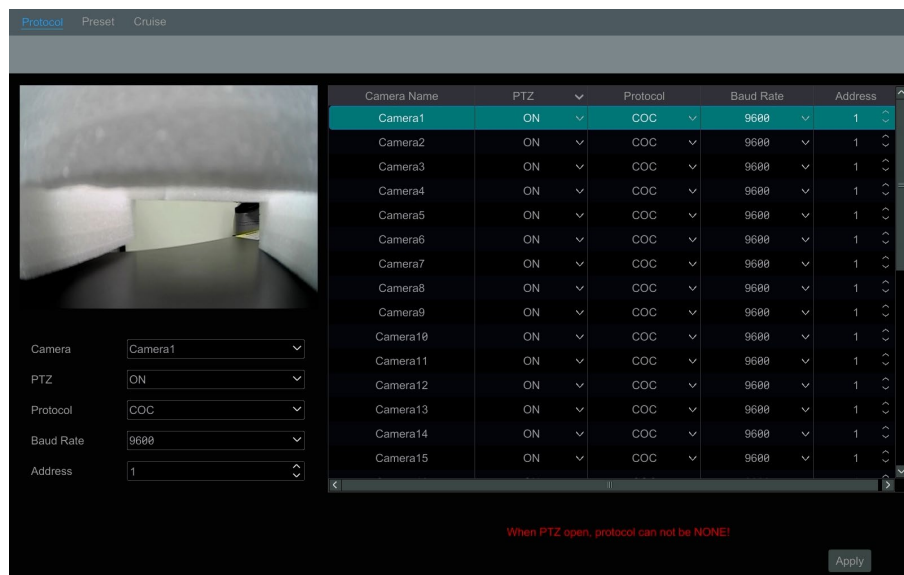 Protocol Preset Cruise
Camera Name PTZ Protocol Baud Rate Address
Camera1 ON COC 9600 1
Camera2 ON COC 9600 1
Camera3 ON COC 9600 1
Camera4 ON COC 9600 1
Camera5 ON COC 9600 1
Camera6 ON COC 9600 1
Camera7 ON COC 9600 1
Camera8 ON COC 9600 1
Camera9 ON COC 9600 1
Camera10 ON COC 9600 1
Camera11 ON COC 9600 1
Camera12 ON COC 9600 1
Camera13 ON COC 9600 1
Camera14 ON COC 9600 1
Camera15 ON COC 9600 1
Camera Camera1
PTZ ON
Protocol COC
Baud Rate 9600
Address 1
When PTZ open, protocol can not be NONE!
Apply